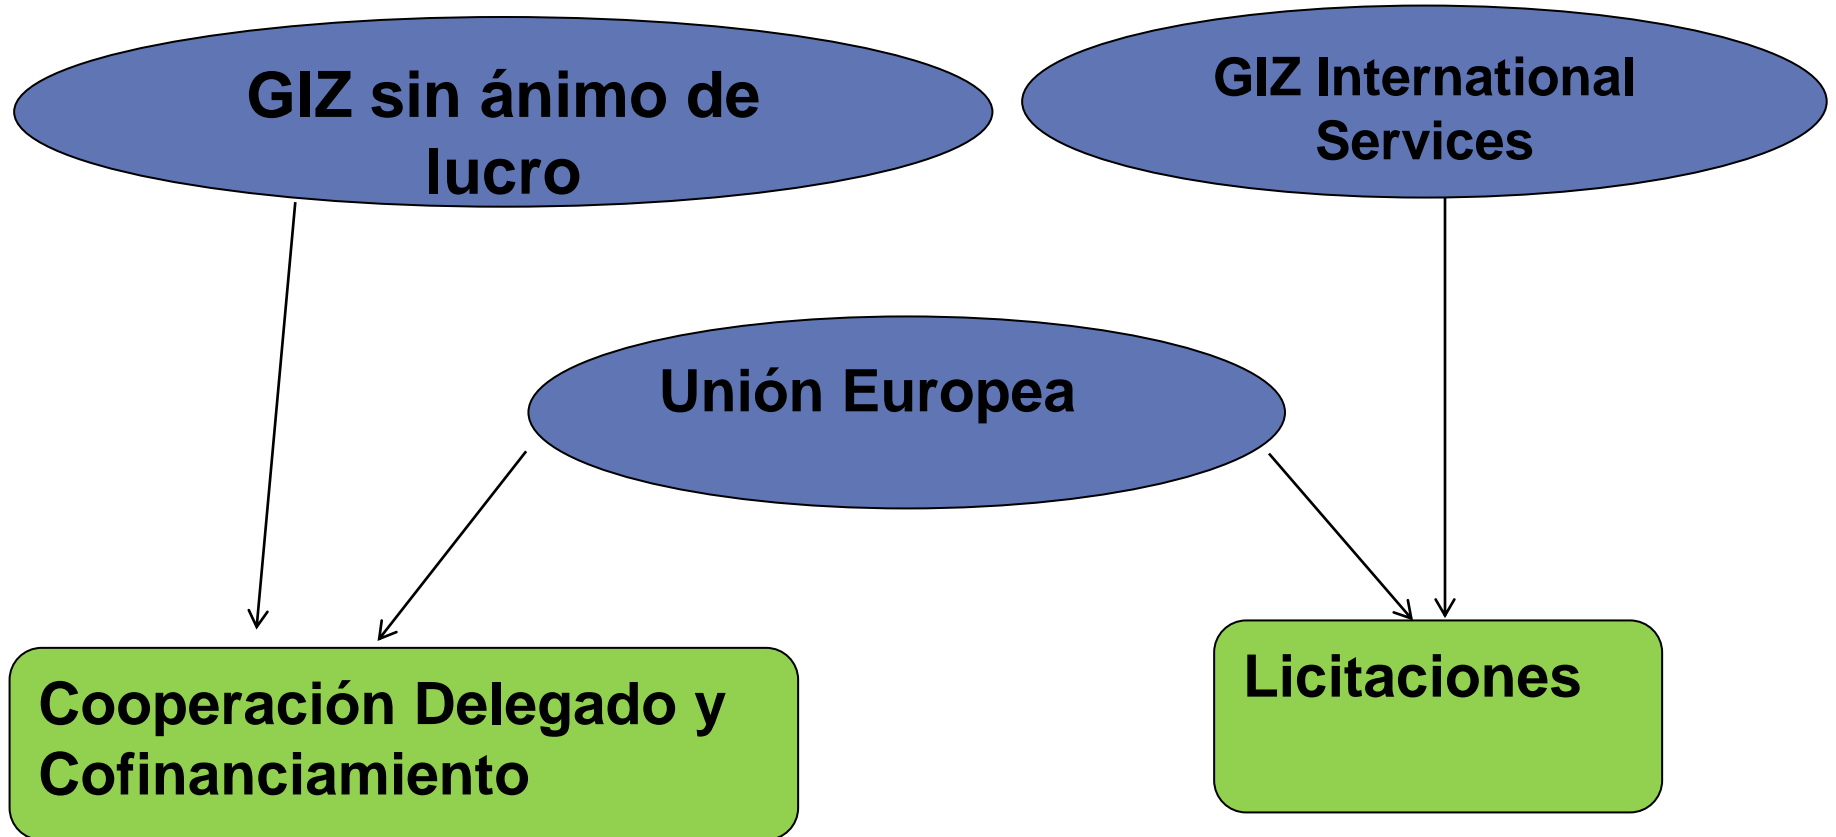 GIZ sin ánimo de
lucro
GIZ International
Services
Unión Europea
Cooperación Delegado y
Cofinanciamiento
Licitaciones